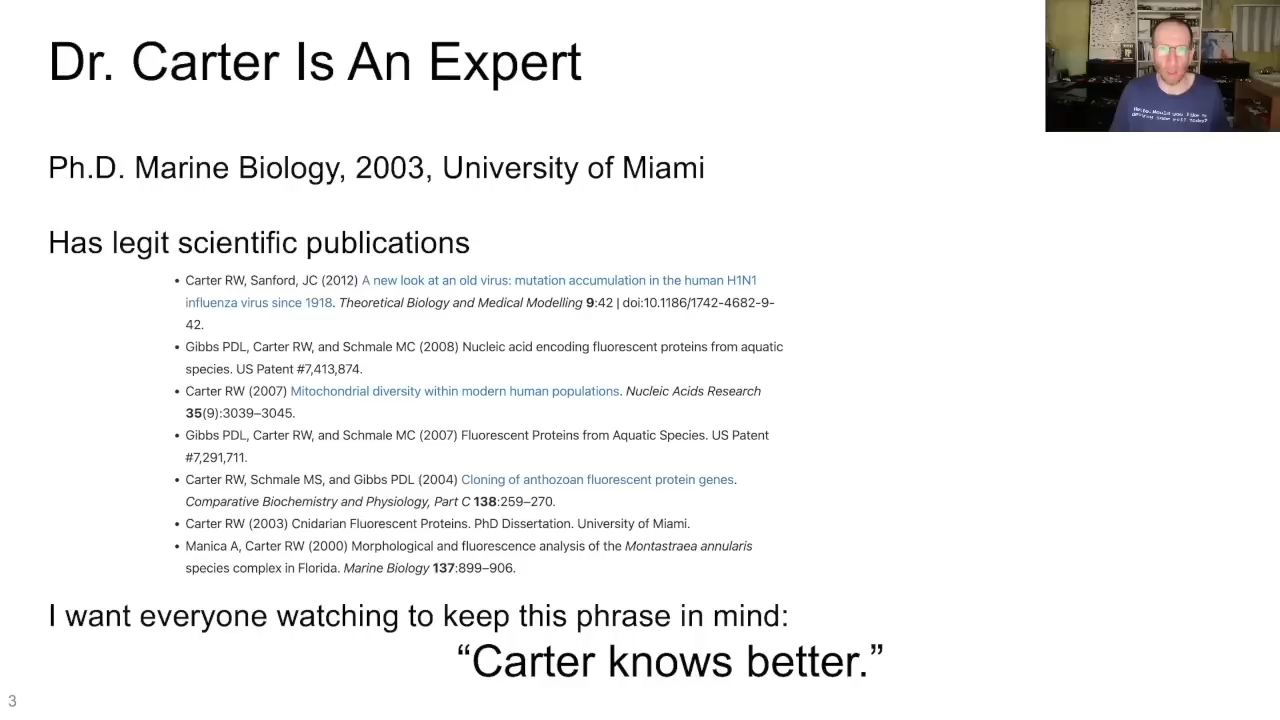 Dr. Carter Is An Expert
Ph.D. Marine Biology, 2003, University of Miami
Has legit scientific publications
• Carter RW, Sanford, JC (2012) A new look at an old virus: mutation accumulation in the human H1N1
influenza virus since 1918. Theoretical Biology and Medical Modelling 9:42 | doi:10.1186/1742-4682-9-
42.
• Gibbs PDL, Carter RW, and Schmale MC (2008) Nucleic acid encoding fluorescent proteins from aquatic
species. US Patent #7,413,874.
• Carter RW (2007) Mitochondrial diversity within modern human populations. Nucleic Acids Research
35(9):3039–3045.
• Gibbs PDL, Carter RW, and Schmale MC (2007) Fluorescent Proteins from Aquatic Species. US Patent
#7,291,711.
• Carter RW, Schmale MS, and Gibbs PDL (2004) Cloning of anthozoan fluorescent protein genes.
Comparative Biochemistry and Physiology, Part C 138:259–270.
• Carter RW (2003) Cnidarian Fluorescent Proteins. PhD Dissertation. University of Miami.
• Manica A, Carter RW (2000) Morphological and fluorescence analysis of the Montastraea annularis
species complex in Florida. Marine Biology 137:899–906.
I want everyone watching to keep this phrase in mind:
“Carter knows better.”
3
Hello. Would you like to
destroy some evil today?